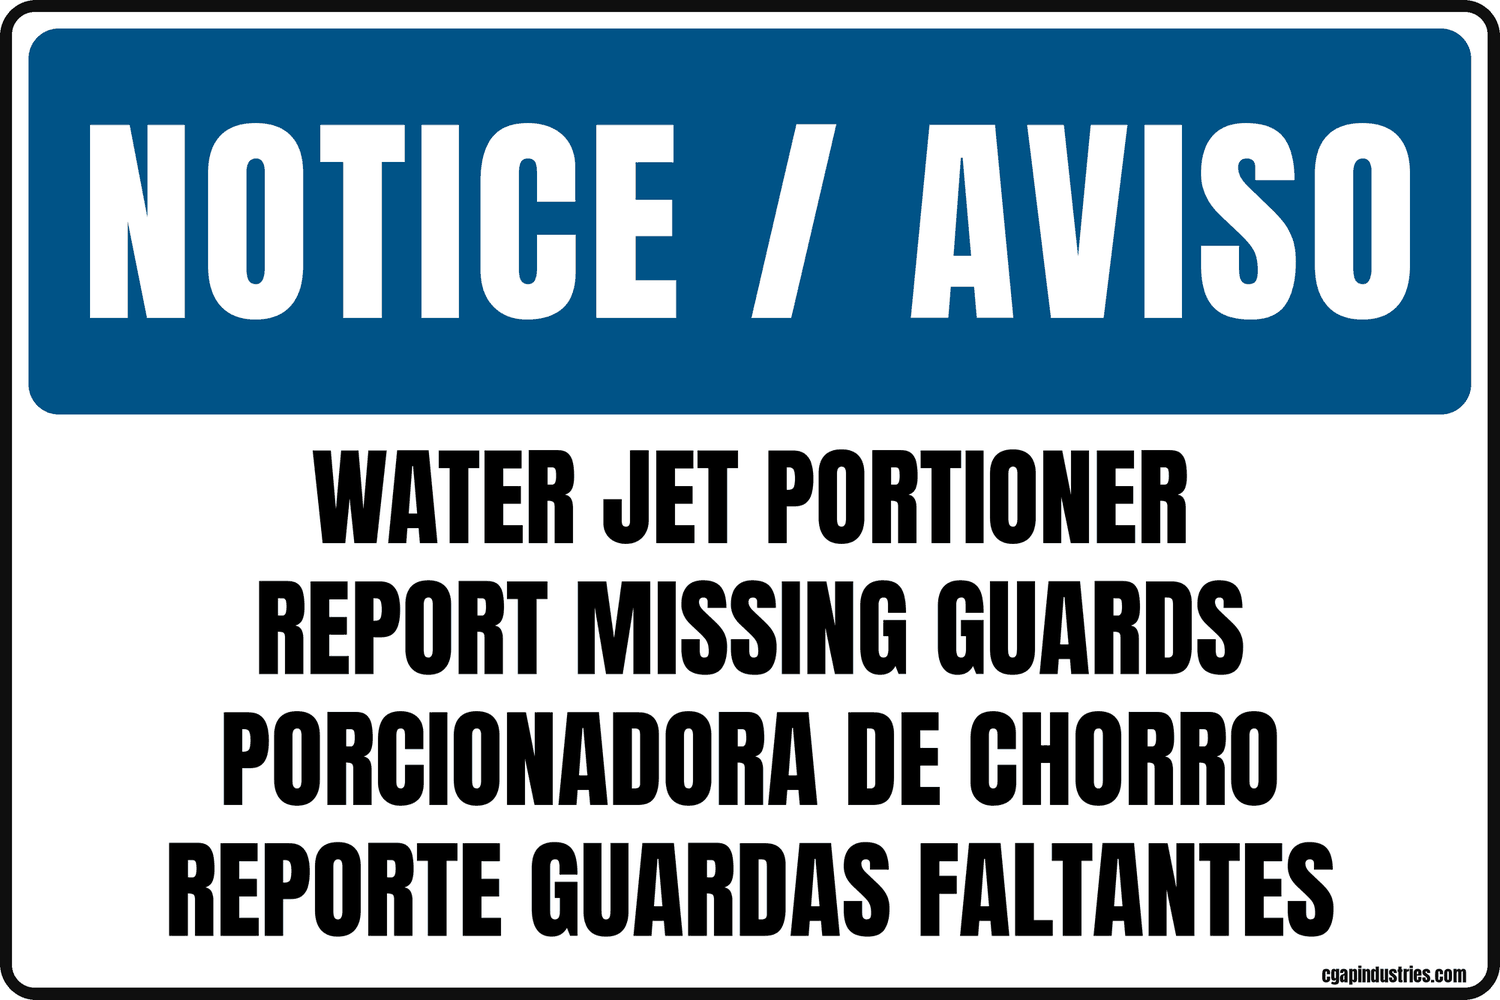 NOTICE / AVISO
WATER JET PORTIONER
REPORT MISSING GUARDS
PORCIONADORA DE CHORRO
REPORTE GUARDAS FALTANTES
cgapindustries.com